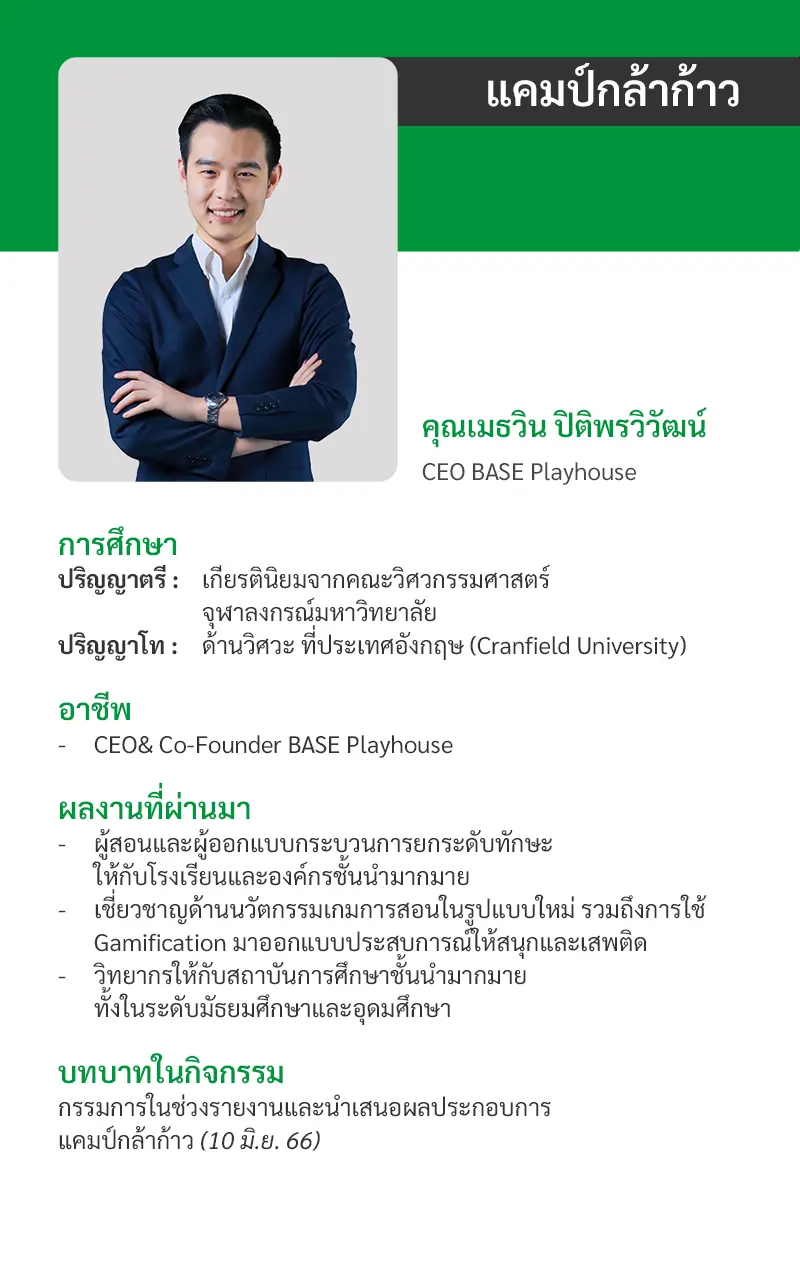 แคมป์กล้าก้าว
คุณเมธวิน ปิติพรวิวัฒน์
CEO BASE Playhouse
การศึกษา
ปริญญาตรี : เกียรตินิยมจากคณะวิศวกรรมศาสตร์
จุฬาลงกรณ์มหาวิทยาลัย
ปริญญาโท : ด้านวิศวะ ที่ประเทศอังกฤษ (Cranfield University)
อาชีพ
- CEO& Co-Founder BASE Playhouse
ผลงานที่ผ่านมา
- ผู้สอนและผู้ออกแบบกระบวนการยกระดับทักษะ
ให้กับโรงเรียนและองค์กรชั้นนำมากมาย
- เชี่ยวชาญด้านนวัตกรรมเกมการสอนในรูปแบบใหม่ รวมถึงการใช้
Gamification มาออกแบบประสบการณ์ให้สนุกและเสพติด
- วิทยากรให้กับสถาบันการศึกษาชั้นนำมากมาย
ทั้งในระดับมัธยมศึกษาและอุดมศึกษา
บทบาทในกิจกรรม
กรรมการในช่วงรายงานและนำเสนอผลประกอบการ
แคมป์กล้าก้าว (10 มิ.ย. 66)